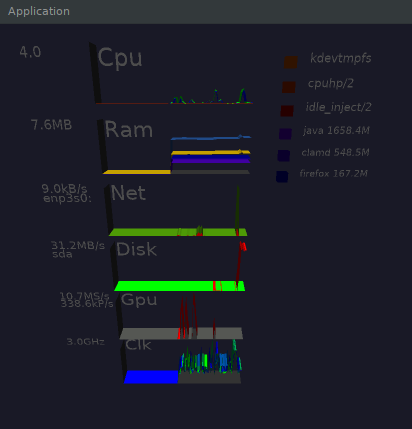 Application
4.0
Cpu
kdevtmpfs
cpuhp/2
idle_inject/2
java 1658.4M
clamd 548.5M
firefox 167.2M
7.6MB
Ram
9.0kB/s
enp3s0:
Net
31.2MB/s
sda
Disk
10.7MS/s
338.6kP/s
Gpu
3.0GHz
Clk